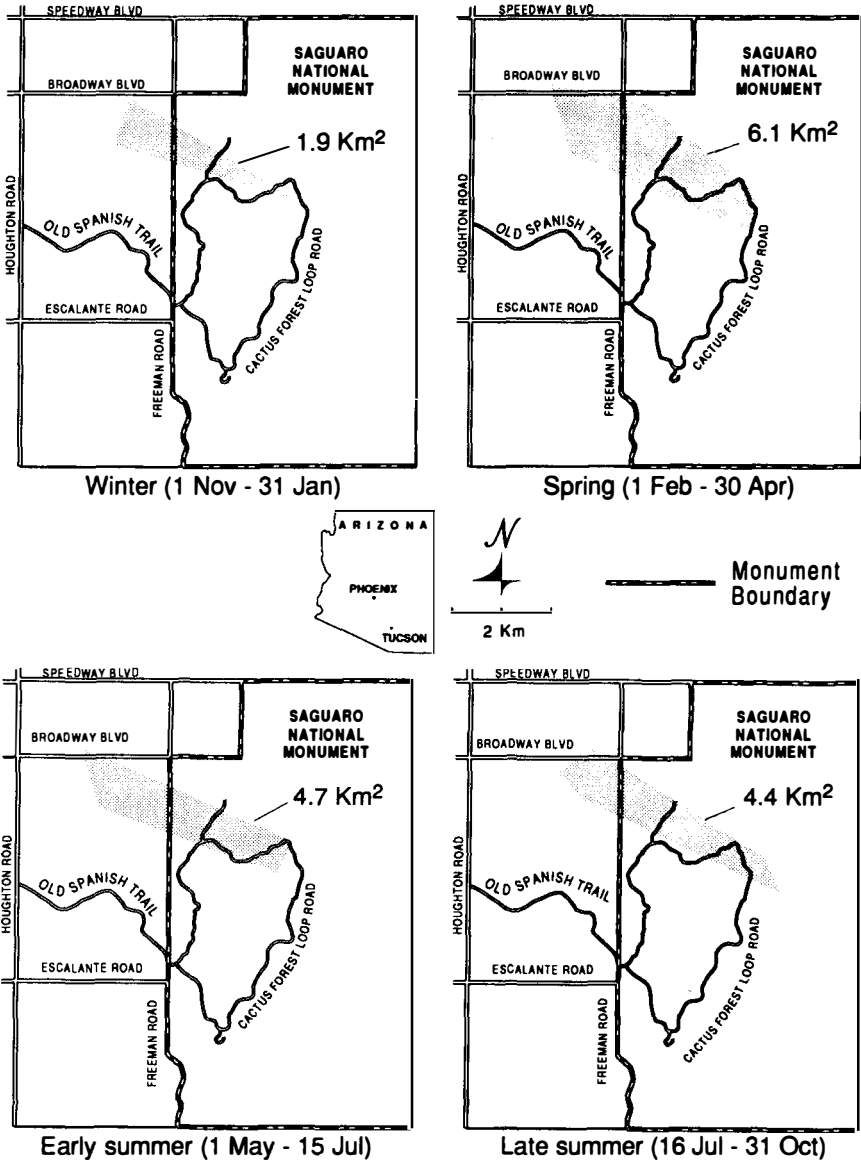 SPEEDWAY BLVD
SAGUARO
NATIONAL
MONUMENT
BROADWAY BLVD
1.9 Km²
HOUGHTON ROAD
OLD SPANISH TRAIL
ESCALANTE ROAD
FREEMAN ROAD
CACTUS FOREST LOOP ROAD
Winter (1 Nov - 31 Jan)
SPEEDWAY BLVD
SAGUARO
NATIONAL
MONUMENT
BROADWAY BLVD
6.1 Km²
HOUGHTON ROAD
OLD SPANISH TRAIL
ESCALANTE ROAD
FREEMAN ROAD
CACTUS FOREST LOOP ROAD
Spring (1 Feb - 30 Apr)
ARIZONA
PHOENIX
TUCSON
N
2 Km
Monument
Boundary
SPEEDWAY BLVD
SAGUARO
NATIONAL
MONUMENT
BROADWAY BLVD
4.7 Km²
HOUGHTON ROAD
OLD SPANISH TRAIL
ESCALANTE ROAD
FREEMAN ROAD
CACTUS FOREST LOOP ROAD
Early summer (1 May - 15 Jul)
SPEEDWAY BLVD
SAGUARO
NATIONAL
MONUMENT
BROADWAY BLVD
4.4 Km²
HOUGHTON ROAD
OLD SPANISH TRAIL
ESCALANTE ROAD
FREEMAN ROAD
CACTUS FOREST LOOP ROAD
Late summer (16 Jul - 31 Oct)